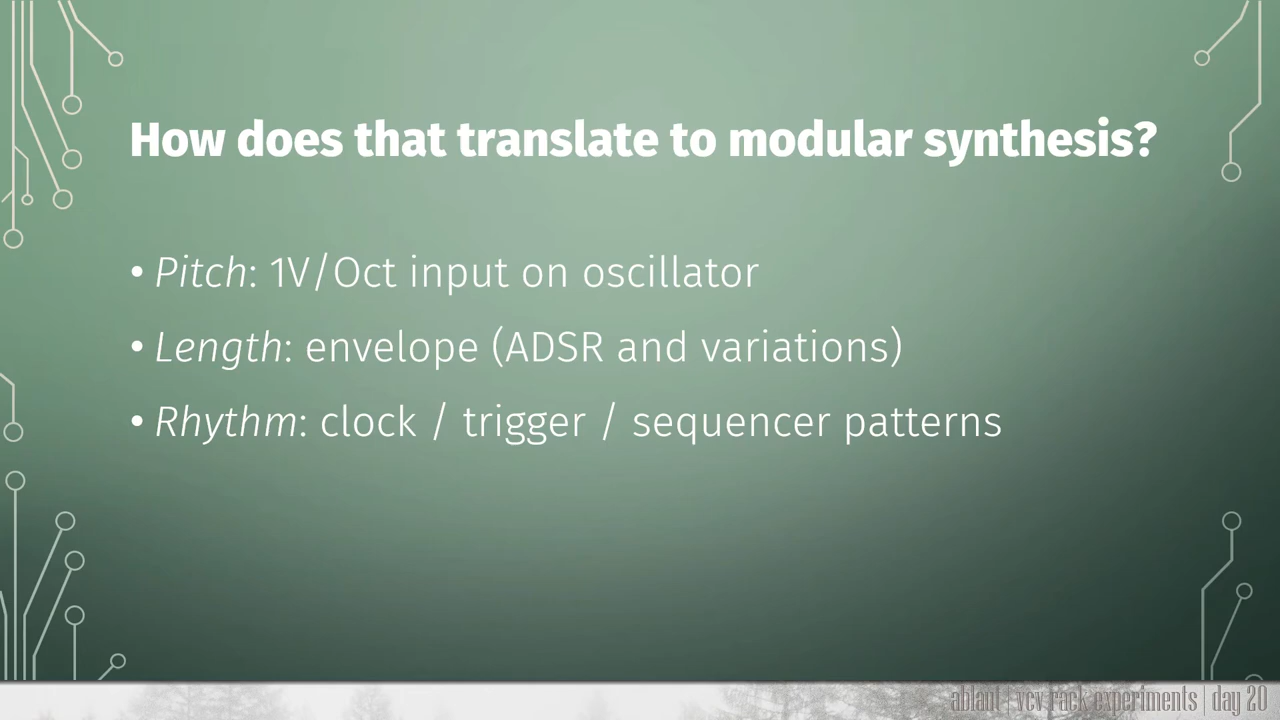 How does that translate to modular synthesis?
• Pitch: 1V/Oct input on oscillator
• Length: envelope (ADSR and variations)
• Rhythm: clock / trigger / sequencer patterns
ablant | vcv rack experiments | day 20